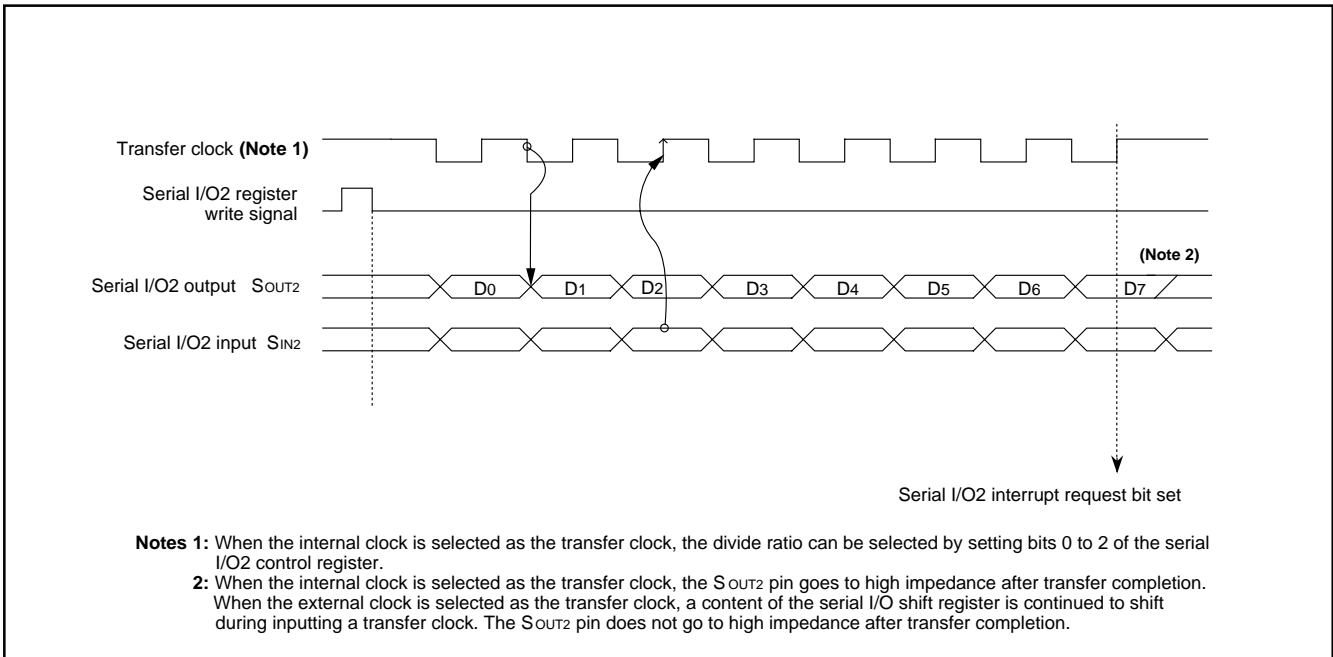 Transfer clock (Note 1)
Serial I/O2 register
write signal
(Note 2)
Serial I/O2 output SOUT2
D0 D1 D2 D3 D4 D5 D6 D7
Serial I/O2 input SIN2
Serial I/O2 interrupt request bit set
Notes 1: When the internal clock is selected as the transfer clock, the divide ratio can be selected by setting bits 0 to 2 of the serial
I/O2 control register.
2: When the internal clock is selected as the transfer clock, the SOUT2 pin goes to high impedance after transfer completion.
When the external clock is selected as the transfer clock, a content of the serial I/O shift register is continued to shift
during inputting a transfer clock. The SOUT2 pin does not go to high impedance after transfer completion.